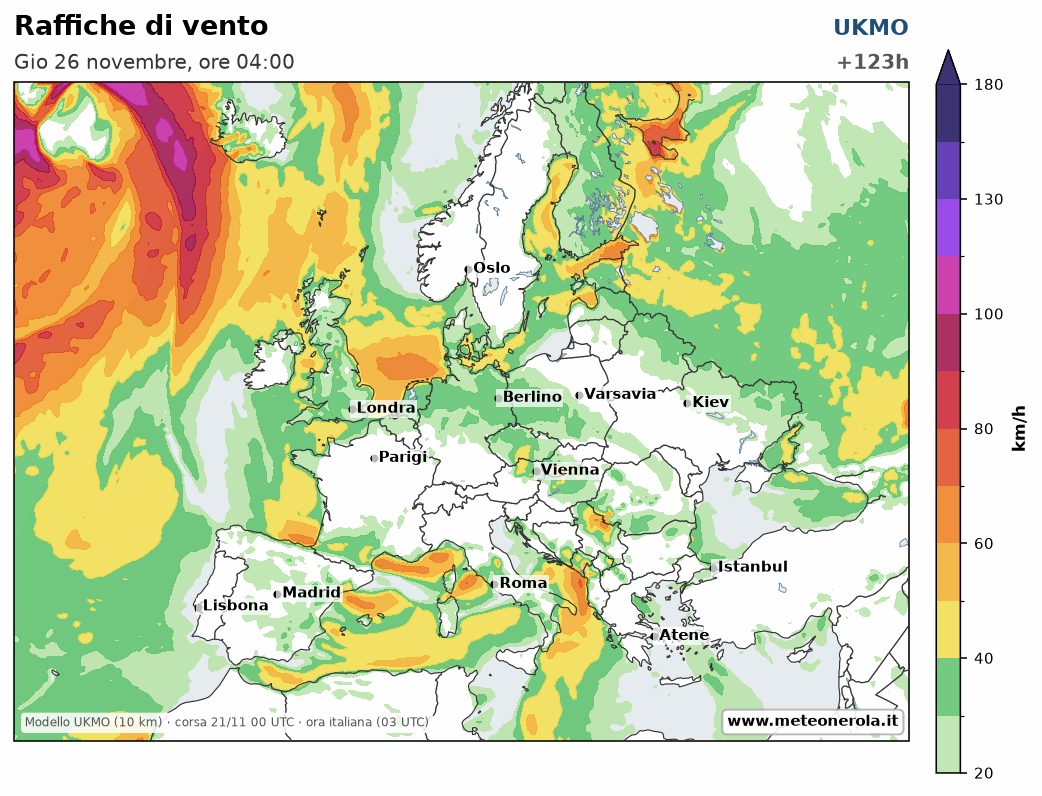 Raffiche di vento
UKMO
Gio 26 novembre, ore 04:00
+123h
180
130
100
80
60
40
20
km/h
Oslo
Londra
Berlino
Varsavia
Kiev
Parigi
Vienna
Istanbul
Roma
Madrid
Lisbona
Atene
Modello UKMO (10 km) · corsa 21/11 00 UTC · ora italiana (03 UTC)
www.meteonerola.it